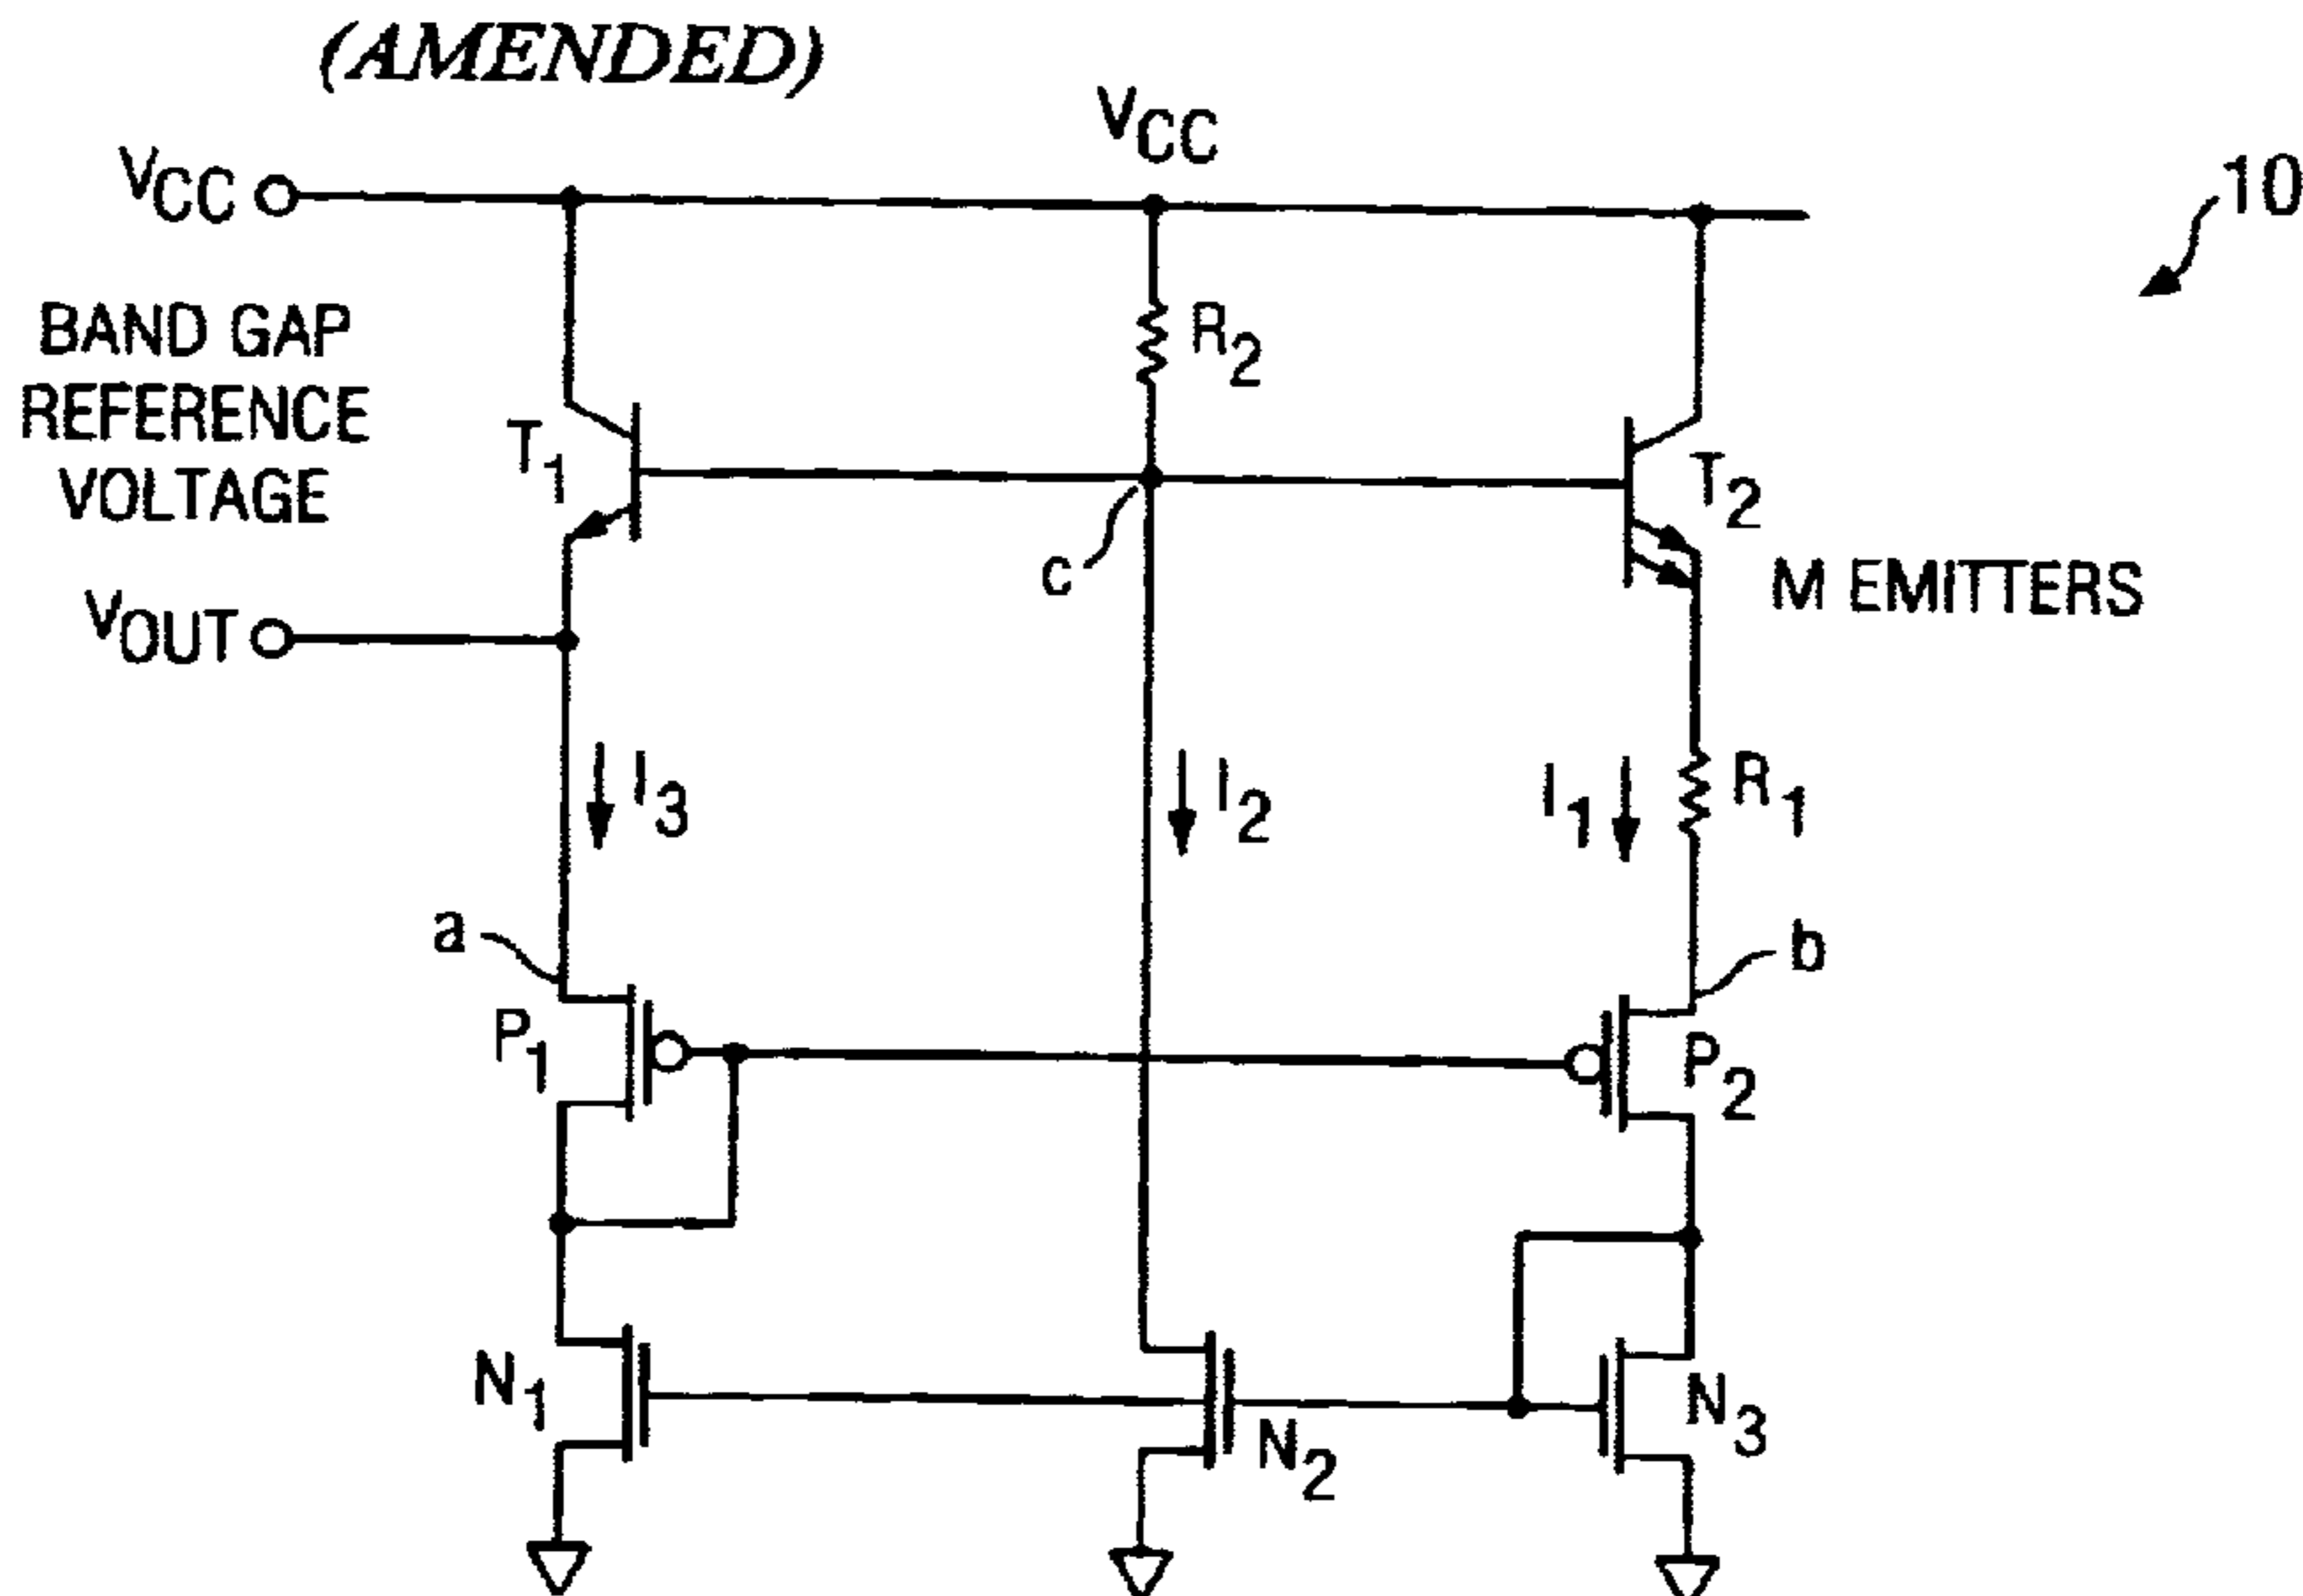 (AMENDED)
VCC
VCC
10
BAND GAP
REFERENCE
VOLTAGE
R2
T1
T2
c
M EMITTERS
VOUT
I3
I2
I1
R1
a
b
P1
P2
N1
N2
N3